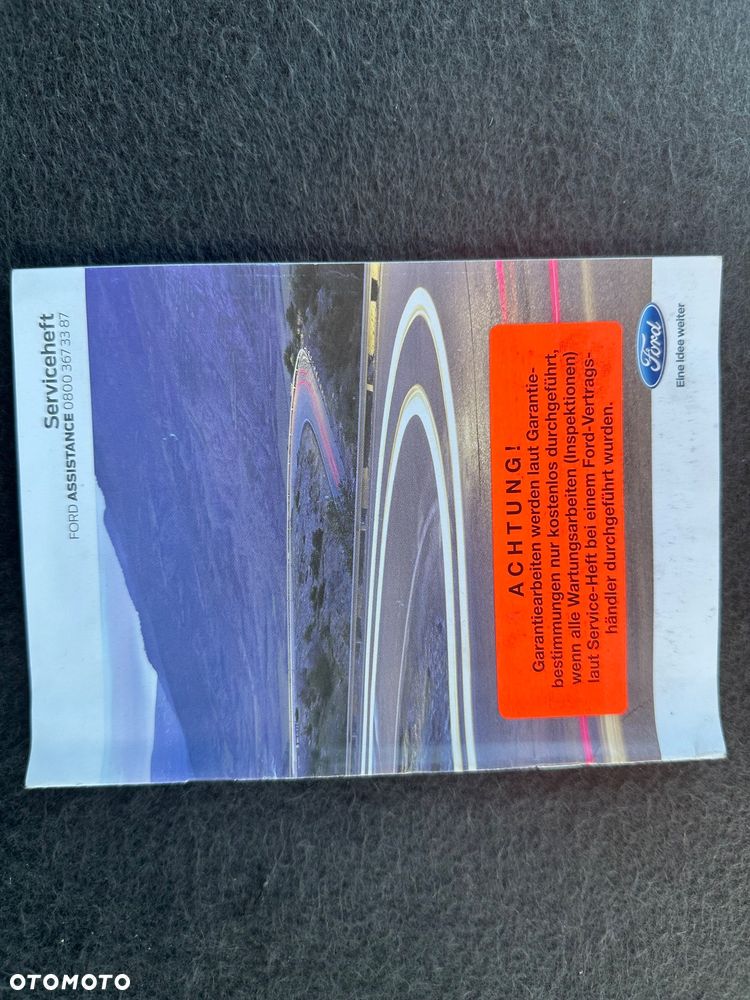 Serviceheft
FORD ASSISTANCE 0800 367 33 87
ACHTUNG!
Garantiearbeiten werden laut Garantie-
bestimmungen nur kostenlos durchgeführt,
wenn alle Wartungsarbeiten (Inspektionen)
laut Service-Heft bei einem Ford-Vertrags-
händler durchgeführt wurden.
Ford
Eine Idee weiter
OTOMOTO